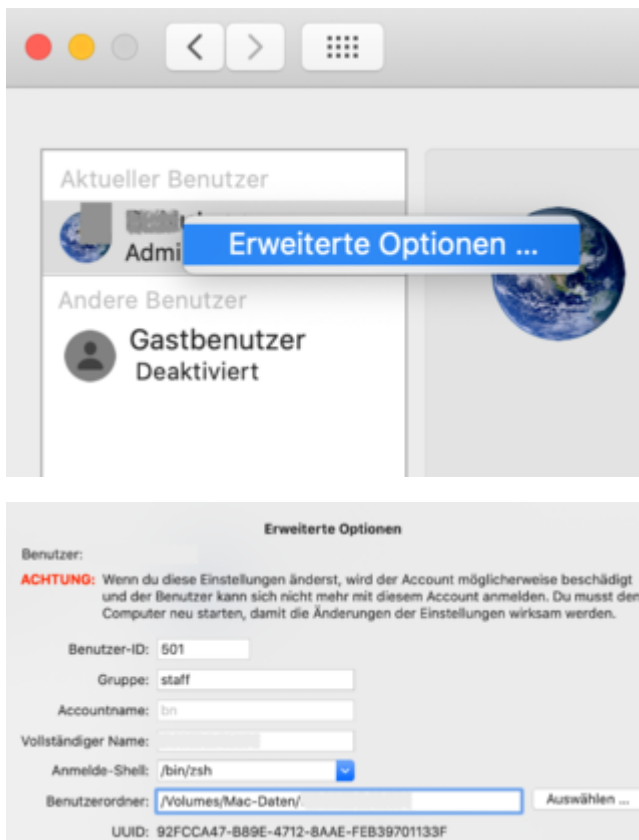 Aktueller Benutzer
Admi
Erweiterte Optionen ...
Andere Benutzer
Gastbenutzer
Deaktiviert
Erweiterte Optionen
Benutzer:
ACHTUNG: Wenn du diese Einstellungen änderst, wird der Account möglicherweise beschädigt
und der Benutzer kann sich nicht mehr mit diesem Account anmelden. Du musst den
Computer neu starten, damit die Änderungen der Einstellungen wirksam werden.
Benutzer-ID: 501
Gruppe: staff
Accountname: bn
Vollständiger Name:
Anmelde-Shell: /bin/zsh
Benutzerordner: /Volumes/Mac-Daten/ Auswählen ...
UUID: 92FCCA47-B89E-4712-8AAE-FEB39701133F